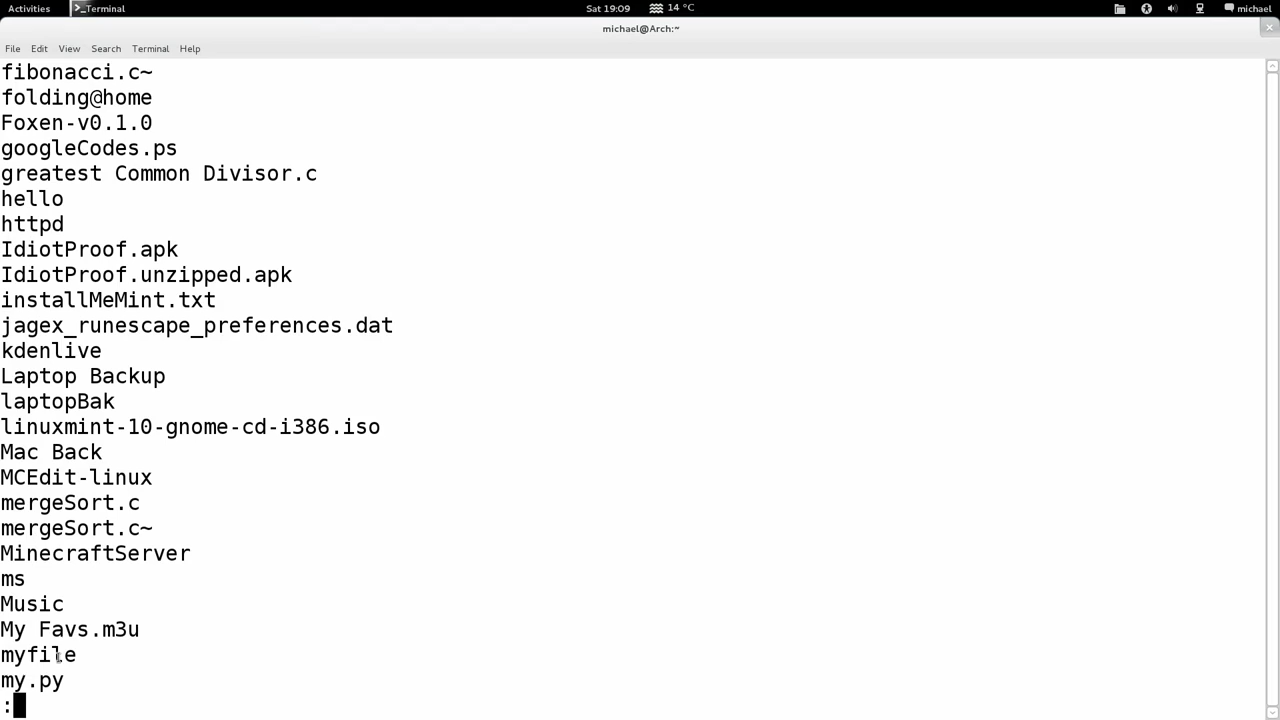 Activities Terminal Sat 19:09 14 °C michael
michael@Arch:~
File Edit View Search Terminal Help
fibonacci.c~
folding@home
Foxen-v0.1.0
googleCodes.ps
greatest Common Divisor.c
hello
httpd
IdiotProof.apk
IdiotProof.unzipped.apk
installMeMint.txt
jagex_runescape_preferences.dat
kdenlive
Laptop Backup
laptopBak
linuxmint-10-gnome-cd-i386.iso
Mac Back
MCEdit-linux
mergeSort.c
mergeSort.c~
MinecraftServer
ms
Music
My Favs.m3u
myfile
my.py
: